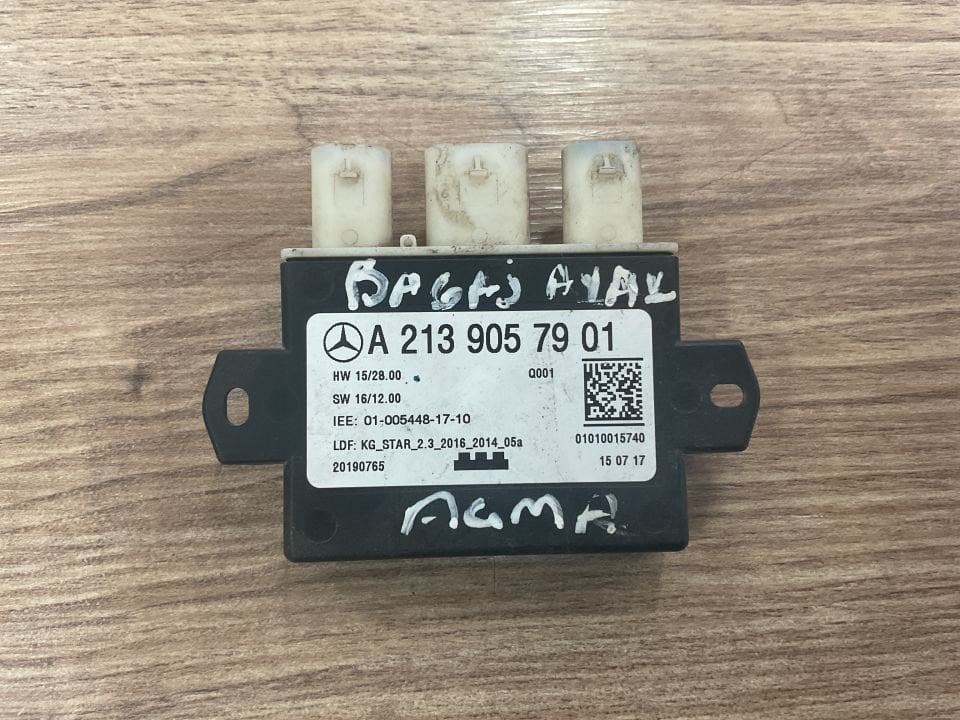 BAGAJ AYAK
A 213 905 79 01
HW 15/28.00 Q001
SW 16/12.00
IEE: 01-005448-17-10
LDF: KG_STAR_2.3_2016_2014_05a 01010015740
20190765 15 07 17
AÇMA